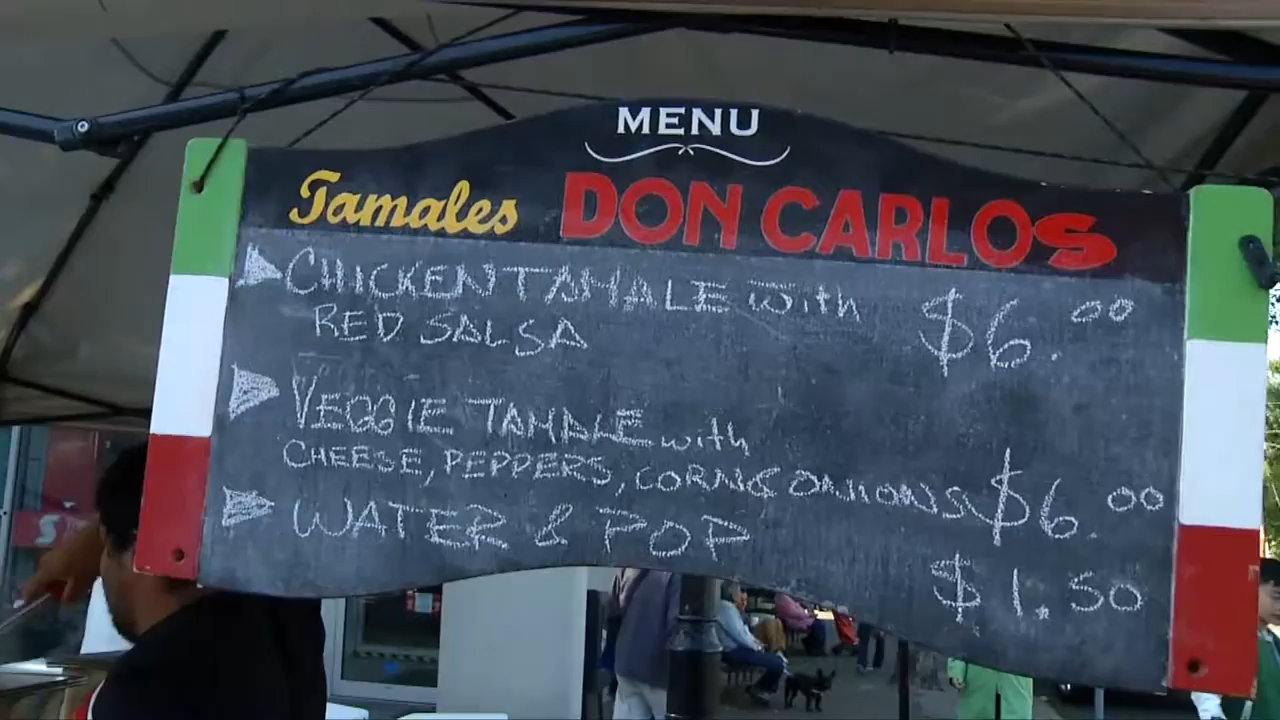 MENU
Tamales DON CARLOS
CHICKEN TAMALE with $6.00
RED SALSA
VEGGIE TAMALE with
CHEESE, PEPPERS, CORN & ONIONS $6.00
WATER & POP
$1.50